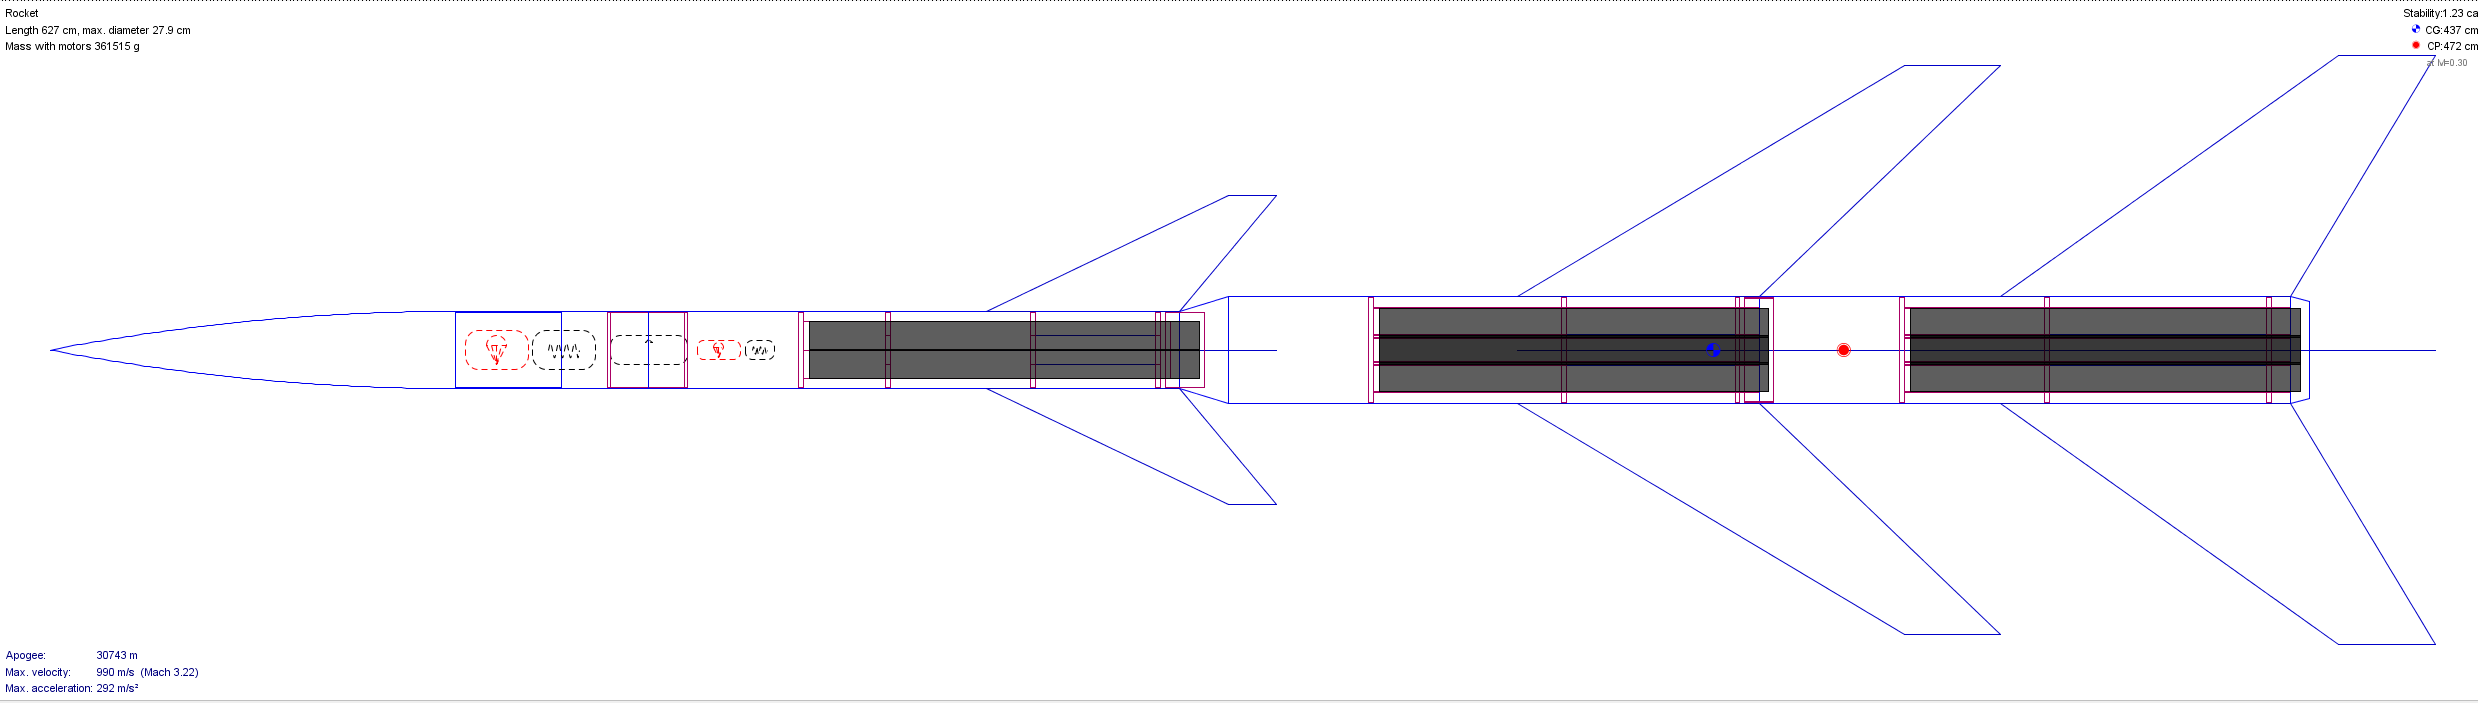 Rocket
Length 627 cm, max. diameter 27.9 cm
Mass with motors 361515 g
Stability:1.23 ca
CG:437 cm
CP:472 cm
at M=0.30
Apogee: 30743 m
Max. velocity: 990 m/s (Mach 3.22)
Max. acceleration: 292 m/s²